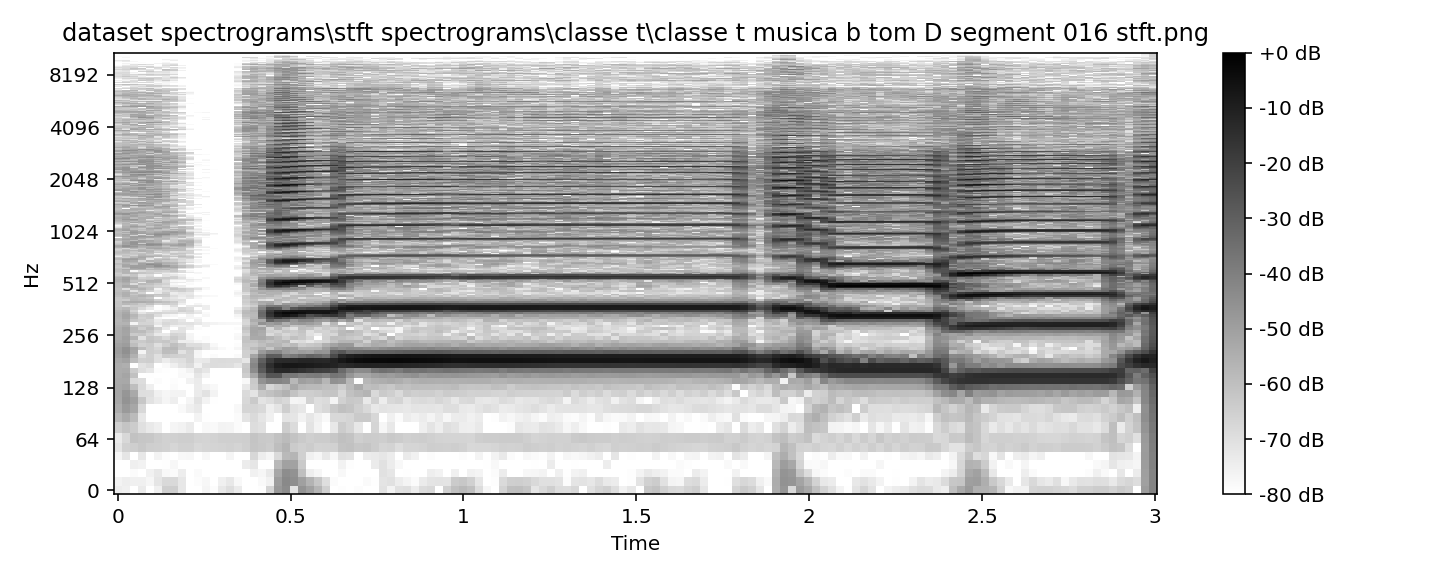 dataset spectrograms\stft spectrograms\classe t\classe t musica b tom D segment 016 stft.png
8192
4096
2048
1024
512
256
128
64
0
Hz
0
0.5
1
1.5
2
2.5
3
Time
+0 dB
-10 dB
-20 dB
-30 dB
-40 dB
-50 dB
-60 dB
-70 dB
-80 dB